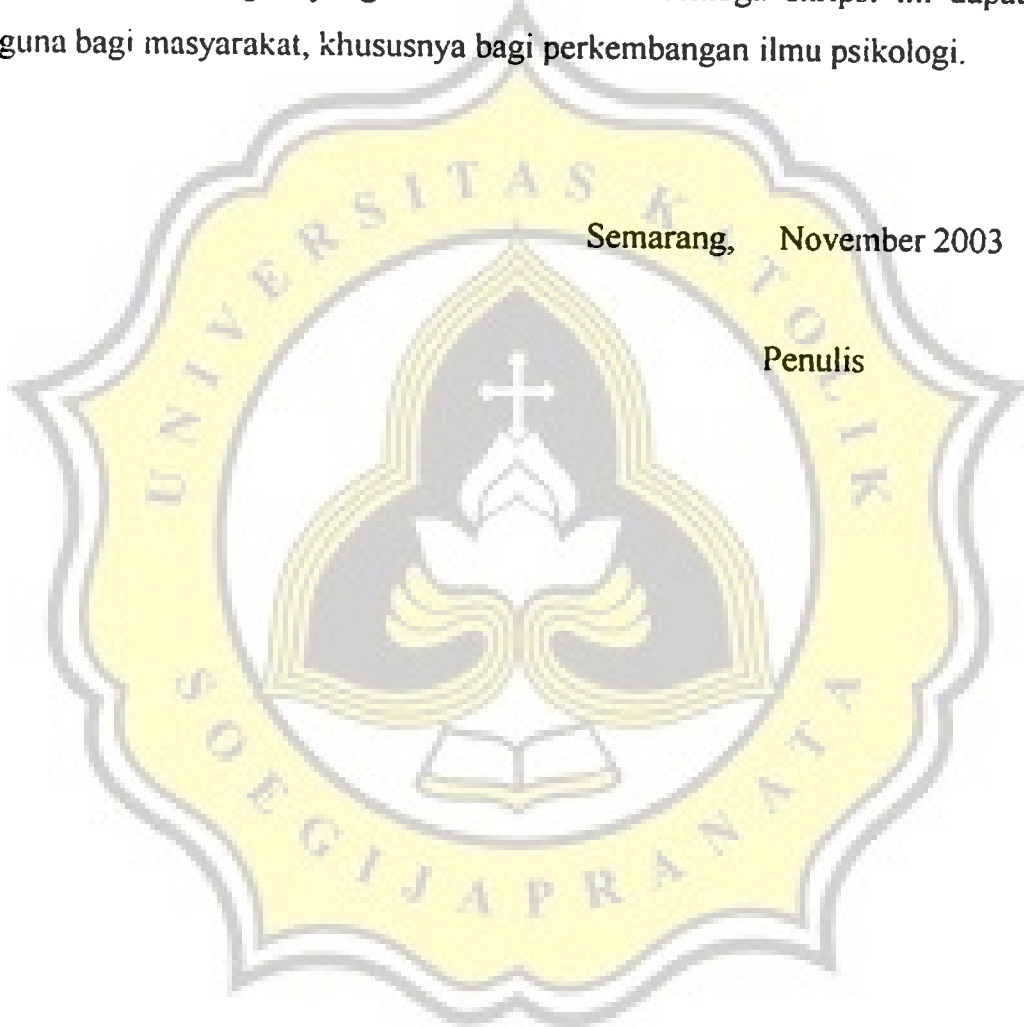 guna bagi masyarakat, khususnya bagi perkembangan ilmu psikologi.
Semarang, November 2003
Penulis
UNIVERSITAS KATOLIK
SOEGIJAPRANATA